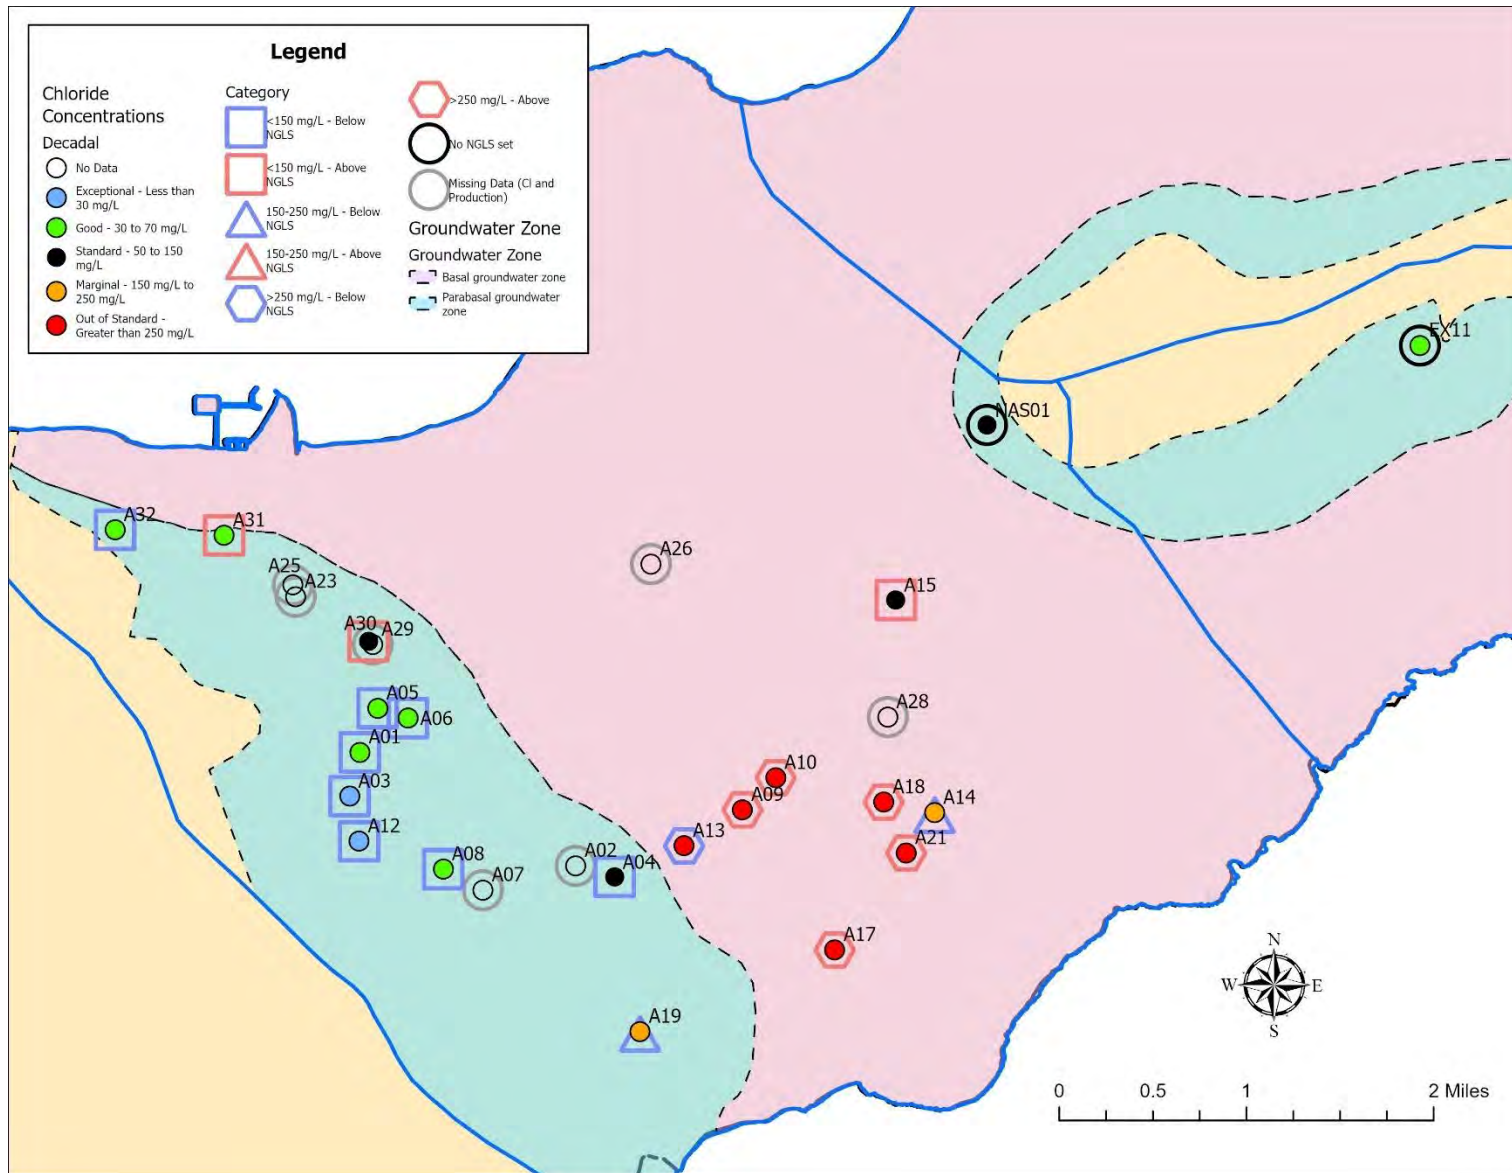 Legend
Chloride
Concentrations
Decadal
No Data
Exceptional - Less than
30 mg/L
Good - 30 to 70 mg/L
Standard - 50 to 150
mg/L
Marginal - 150 mg/L to
250 mg/L
Out of Standard -
Greater than 250 mg/L
Category
<150 mg/L - Below
NGLS
<150 mg/L - Above
NGLS
150-250 mg/L - Below
NGLS
150-250 mg/L - Above
NGLS
>250 mg/L - Below
NGLS
>250 mg/L - Above
No NGLS set
Missing Data (Cl and
Production)
Groundwater Zone
Groundwater Zone
Basal groundwater zone
Parabasal groundwater
zone
EX11
NAS01
A32
A31
A25
A23
A26
A15
A30
A29
A05
A06
A28
A01
A03
A10
A09
A18
A14
A12
A13
A21
A08
A07
A02
A04
A17
A19
N
W
E
S
0
0.5
1
2 Miles